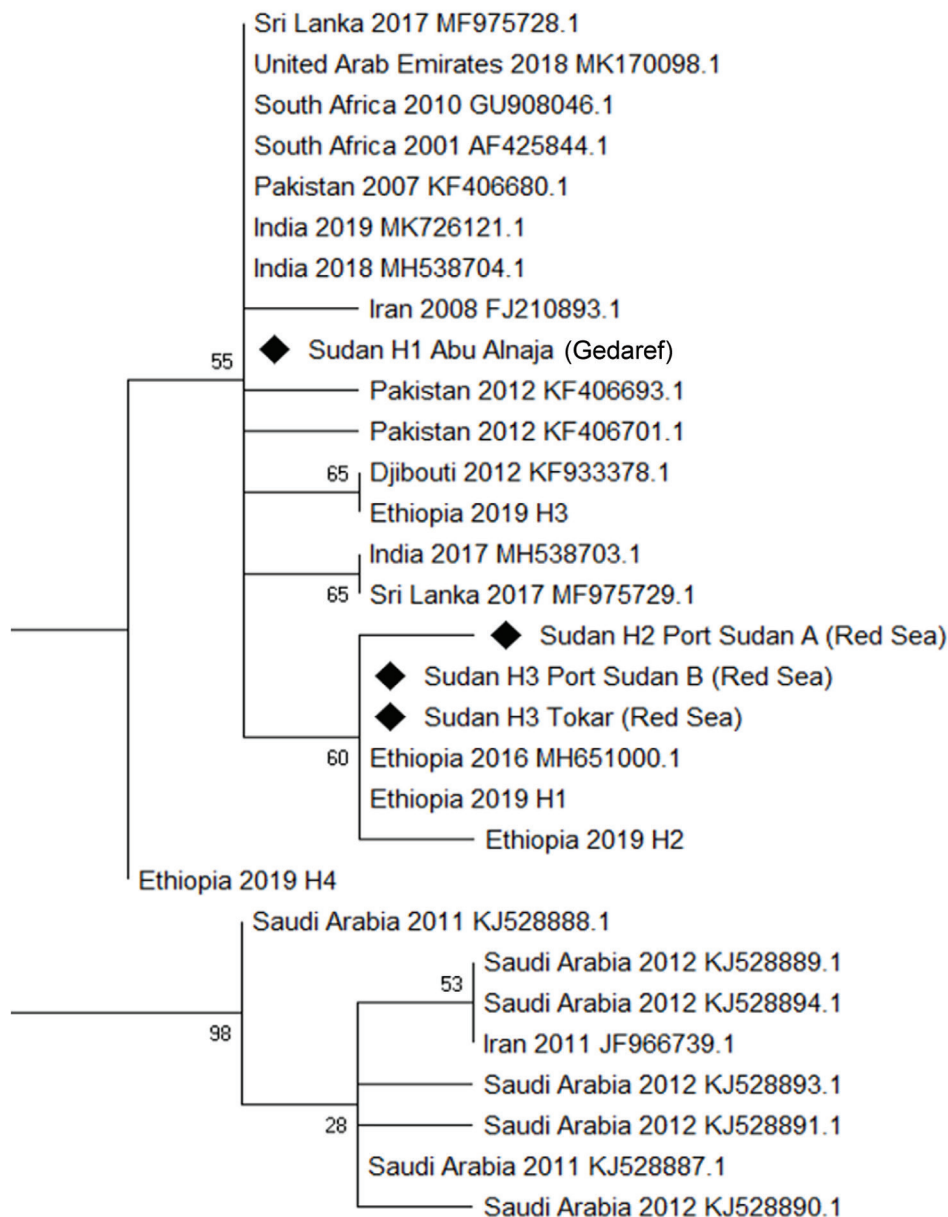 Sri Lanka 2017 MF975728.1
United Arab Emirates 2018 MK170098.1
South Africa 2010 GU908046.1
South Africa 2001 AF425844.1
Pakistan 2007 KF406680.1
India 2019 MK726121.1
India 2018 MH538704.1
Iran 2008 FJ210893.1
55 Sudan H1 Abu Alnaja (Gedaref)
Pakistan 2012 KF406693.1
Pakistan 2012 KF406701.1
65 Djibouti 2012 KF933378.1
Ethiopia 2019 H3
India 2017 MH538703.1
65 Sri Lanka 2017 MF975729.1
Sudan H2 Port Sudan A (Red Sea)
Sudan H3 Port Sudan B (Red Sea)
Sudan H3 Tokar (Red Sea)
60 Ethiopia 2016 MH651000.1
Ethiopia 2019 H1
Ethiopia 2019 H2
Ethiopia 2019 H4
Saudi Arabia 2011 KJ528888.1
Saudi Arabia 2012 KJ528889.1
53 Saudi Arabia 2012 KJ528894.1
98 Iran 2011 JF966739.1
Saudi Arabia 2012 KJ528893.1
28 Saudi Arabia 2012 KJ528891.1
Saudi Arabia 2011 KJ528887.1
Saudi Arabia 2012 KJ528890.1